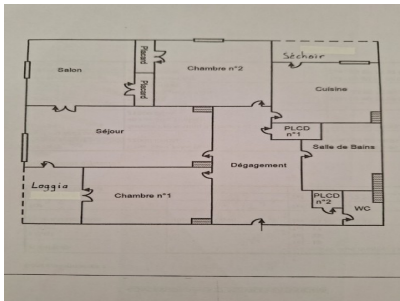 Séchoir
Salon
Placard
Placard
Chambre n°2
Cuisine
Séjour
PLCD
n°1
Salle de Bains
Dégagement
Loggia
Chambre n°1
PLCD
n°2
WC